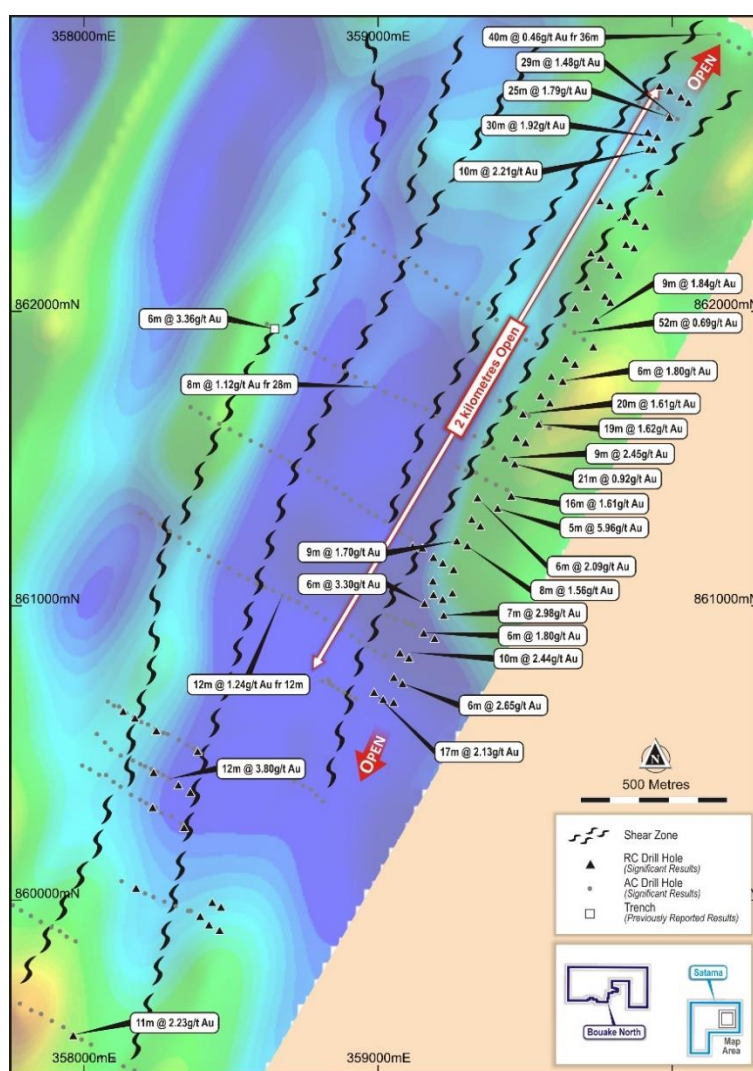 358000mE
359000mE
40m @ 0.46g/t Au fr 36m
29m @ 1.48g/t Au
25m @ 1.79g/t Au
30m @ 1.92g/t Au
10m @ 2.21g/t Au
OPEN
862000mN
862000mN
6m @ 3.36g/t Au
8m @ 1.12g/t Au fr 28m
2 kilometres Open
9m @ 1.84g/t Au
52m @ 0.69g/t Au
6m @ 1.80g/t Au
20m @ 1.61g/t Au
19m @ 1.62g/t Au
9m @ 2.45g/t Au
21m @ 0.92g/t Au
16m @ 1.61g/t Au
5m @ 5.96g/t Au
9m @ 1.70g/t Au
6m @ 2.09g/t Au
6m @ 3.30g/t Au
8m @ 1.56g/t Au
861000mN
861000mN
7m @ 2.98g/t Au
6m @ 1.80g/t Au
10m @ 2.44g/t Au
12m @ 1.24g/t Au fr 12m
6m @ 2.65g/t Au
17m @ 2.13g/t Au
OPEN
12m @ 3.80g/t Au
N
500 Metres
Shear Zone
RC Drill Hole
(Significant Results)
AC Drill Hole
(Significant Results)
Trench
(Previously Reported Results)
860000mN
860000mN
Satama
Bouake North
Map
Area
11m @ 2.23g/t Au
358000mE
359000mE